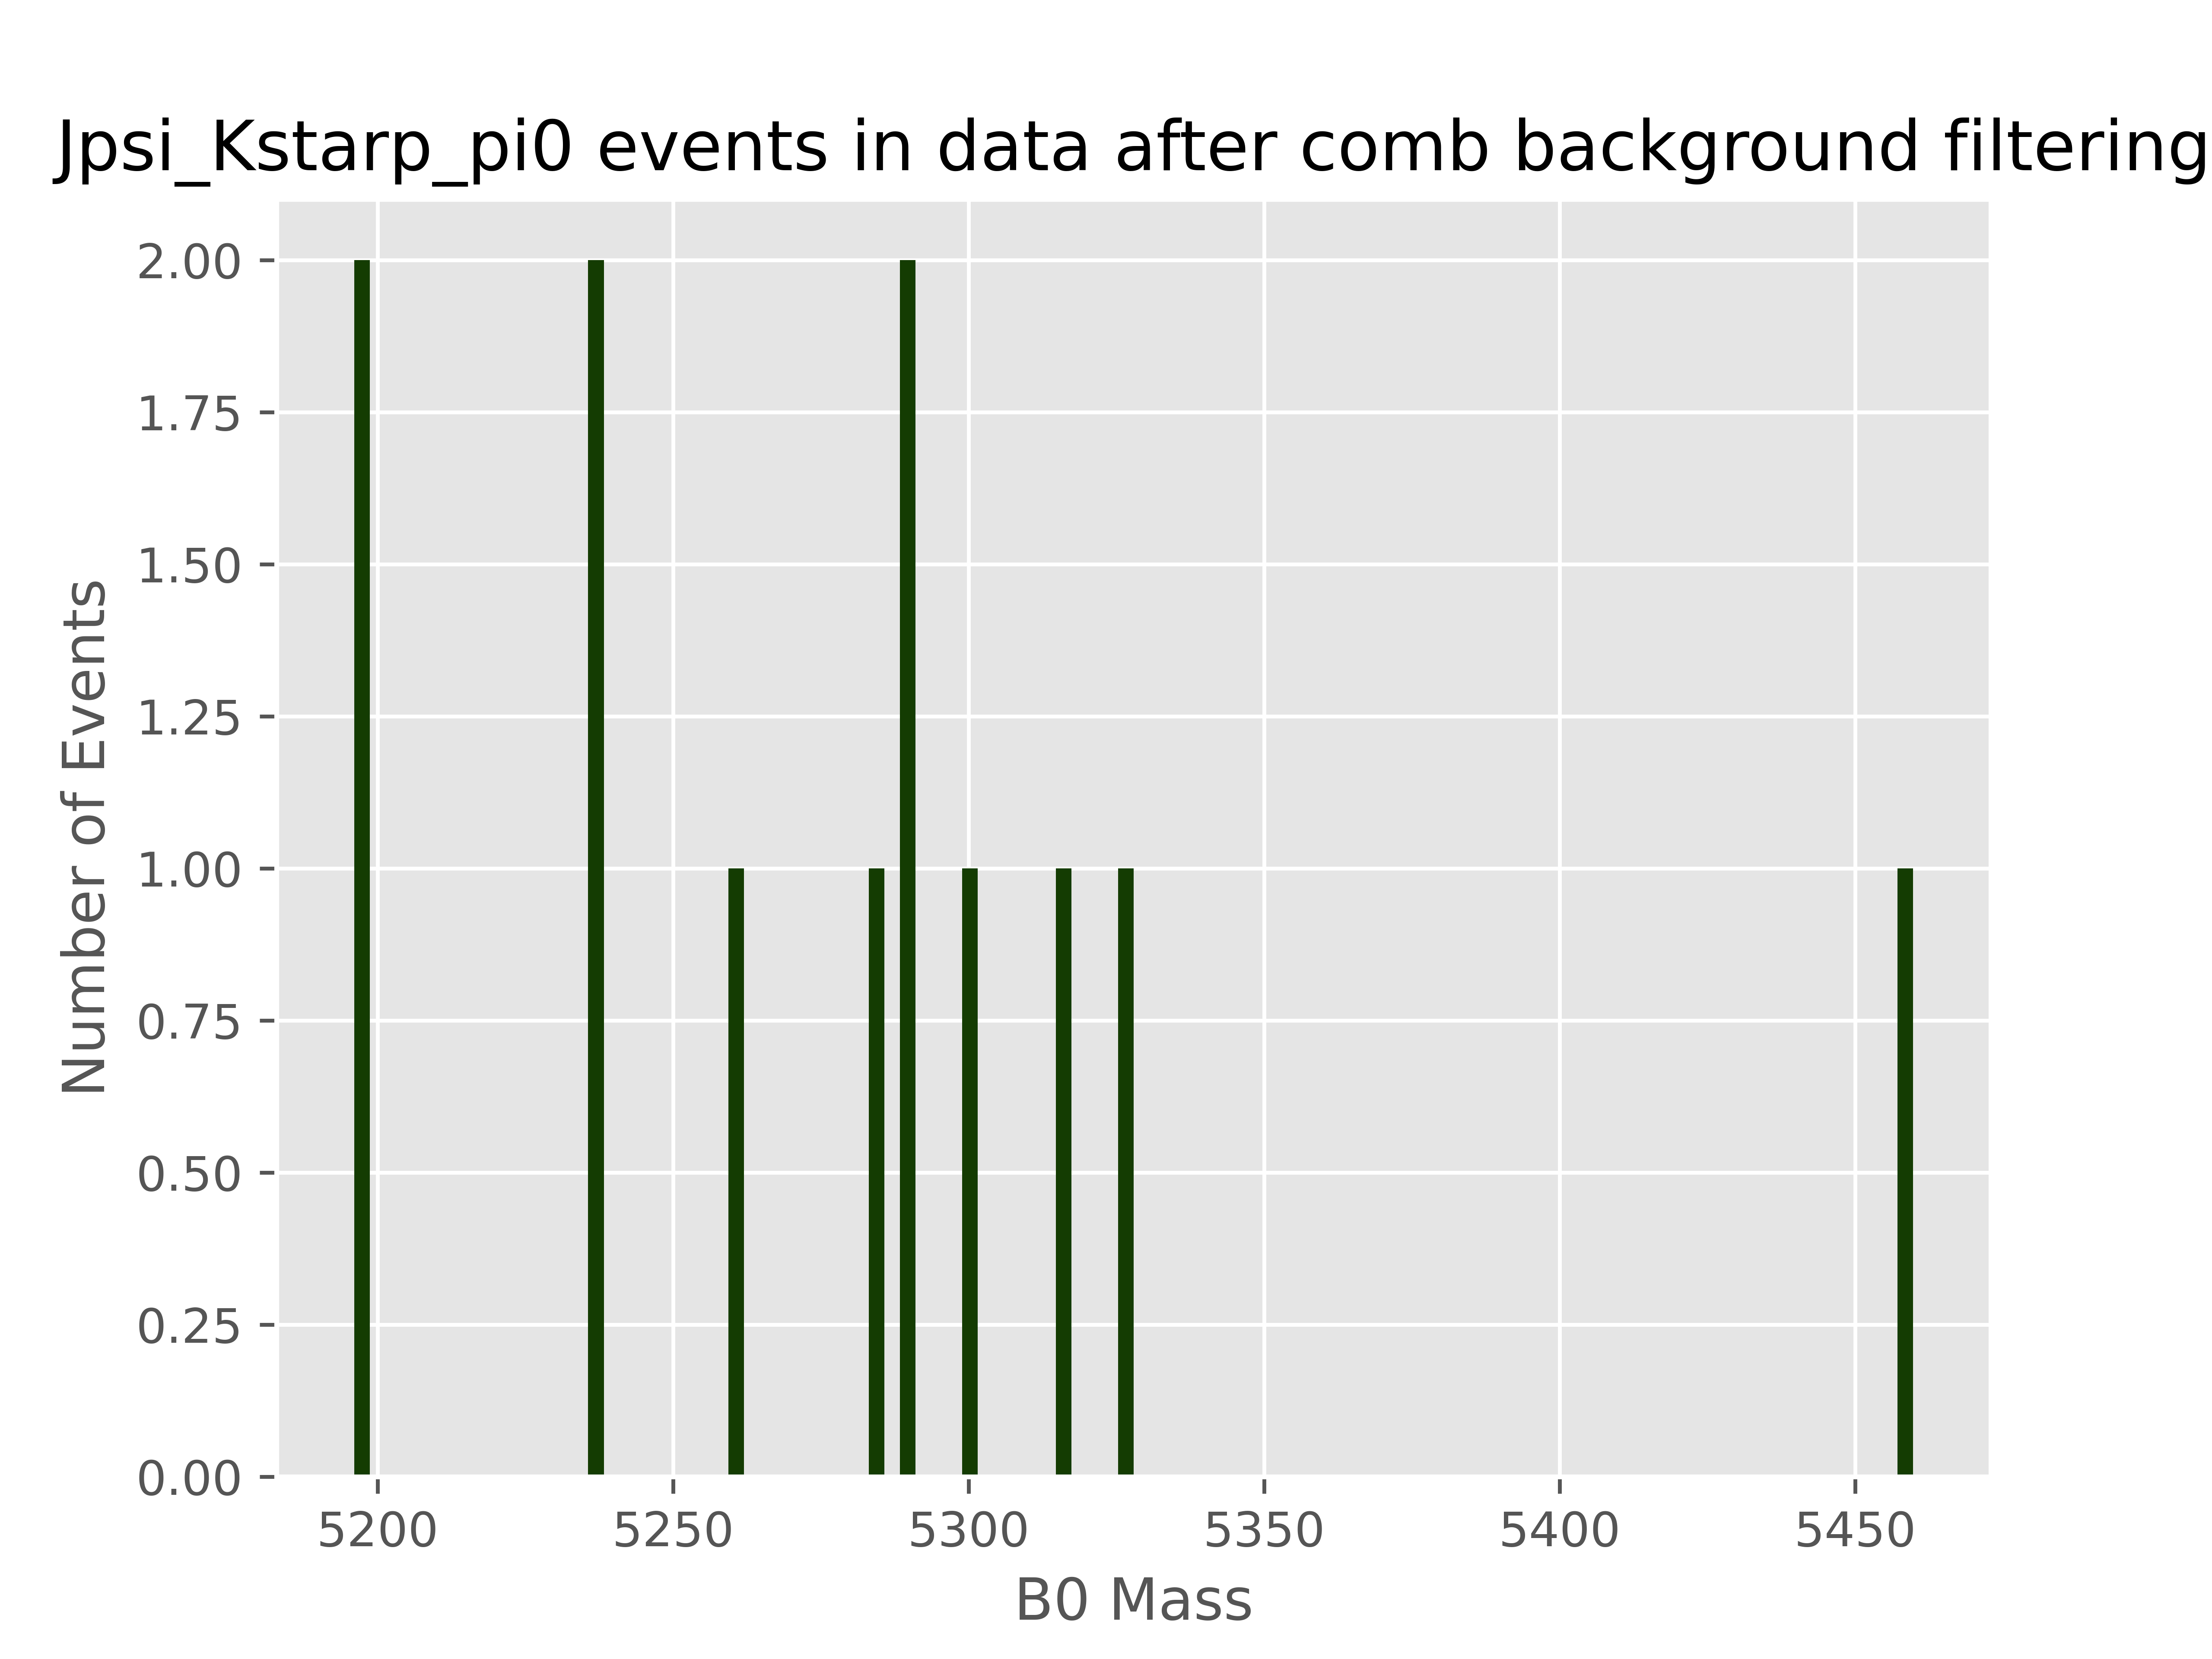 Jpsi_Kstarp_pi0 events in data after comb background filtering
2.00
1.75
1.50
1.25
1.00
0.75
0.50
0.25
0.00
Number of Events
5200 5250 5300 5350 5400 5450
B0 Mass